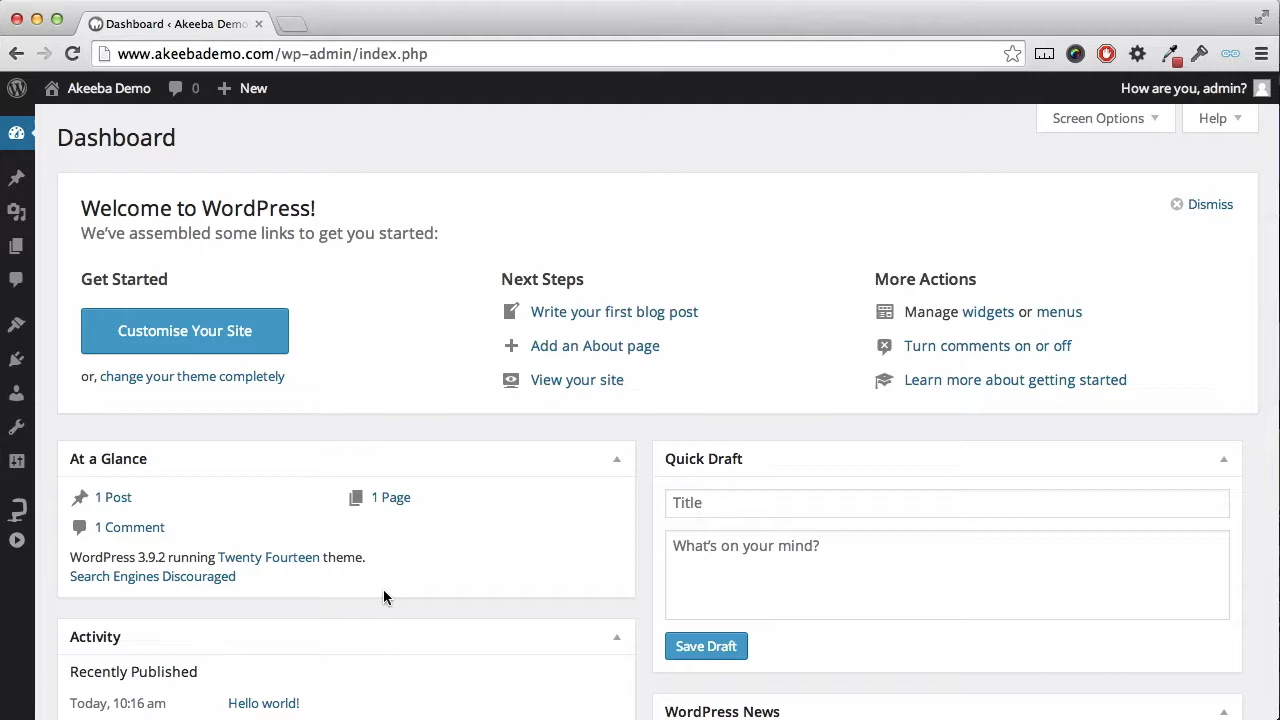 Dashboard ‹ Akeeba Demo
www.akeebademo.com/wp-admin/index.php
Akeeba Demo 0 New How are you, admin?
Screen Options Help
Dashboard
Welcome to WordPress!
Dismiss
We've assembled some links to get you started:
Get Started
Customise Your Site
or, change your theme completely
Next Steps
Write your first blog post
Add an About page
View your site
More Actions
Manage widgets or menus
Turn comments on or off
Learn more about getting started
At a Glance
1 Post 1 Page
1 Comment
WordPress 3.9.2 running Twenty Fourteen theme.
Search Engines Discouraged
Activity
Recently Published
Today, 10:16 am Hello world!
Quick Draft
Title
What's on your mind?
Save Draft
WordPress News